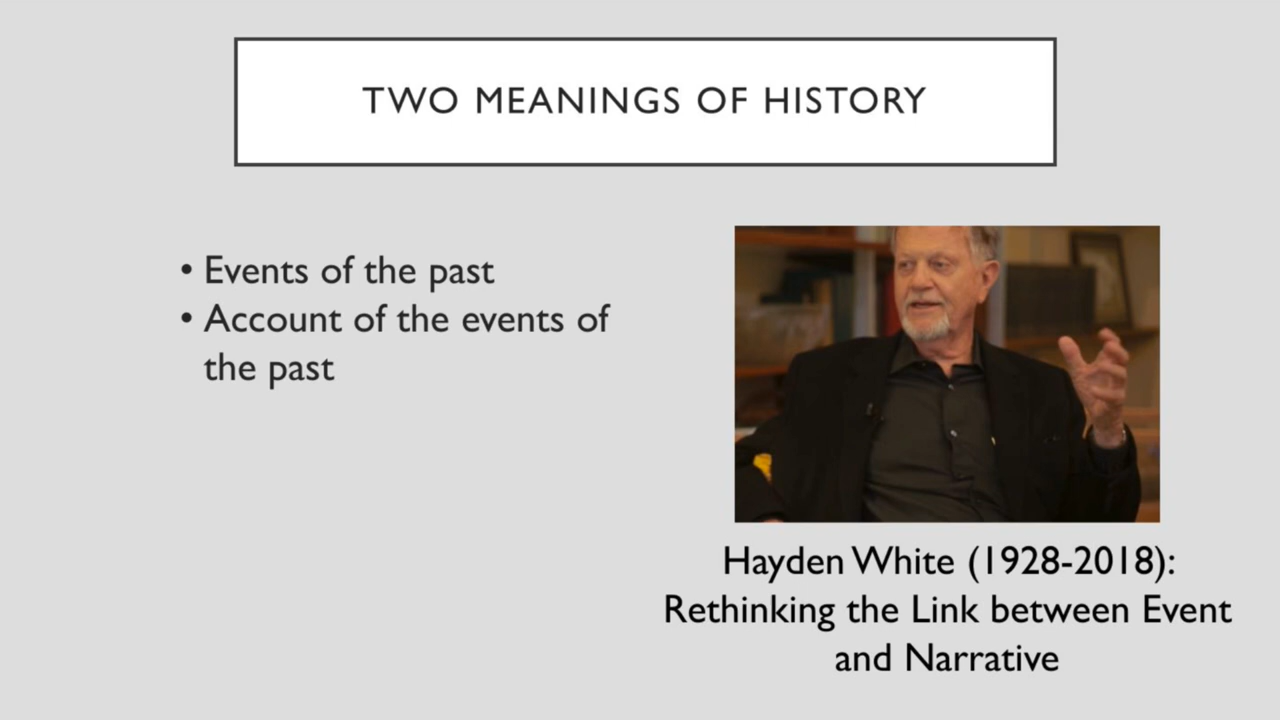 TWO MEANINGS OF HISTORY
• Events of the past
• Account of the events of
the past
Hayden White (1928-2018):
Rethinking the Link between Event
and Narrative